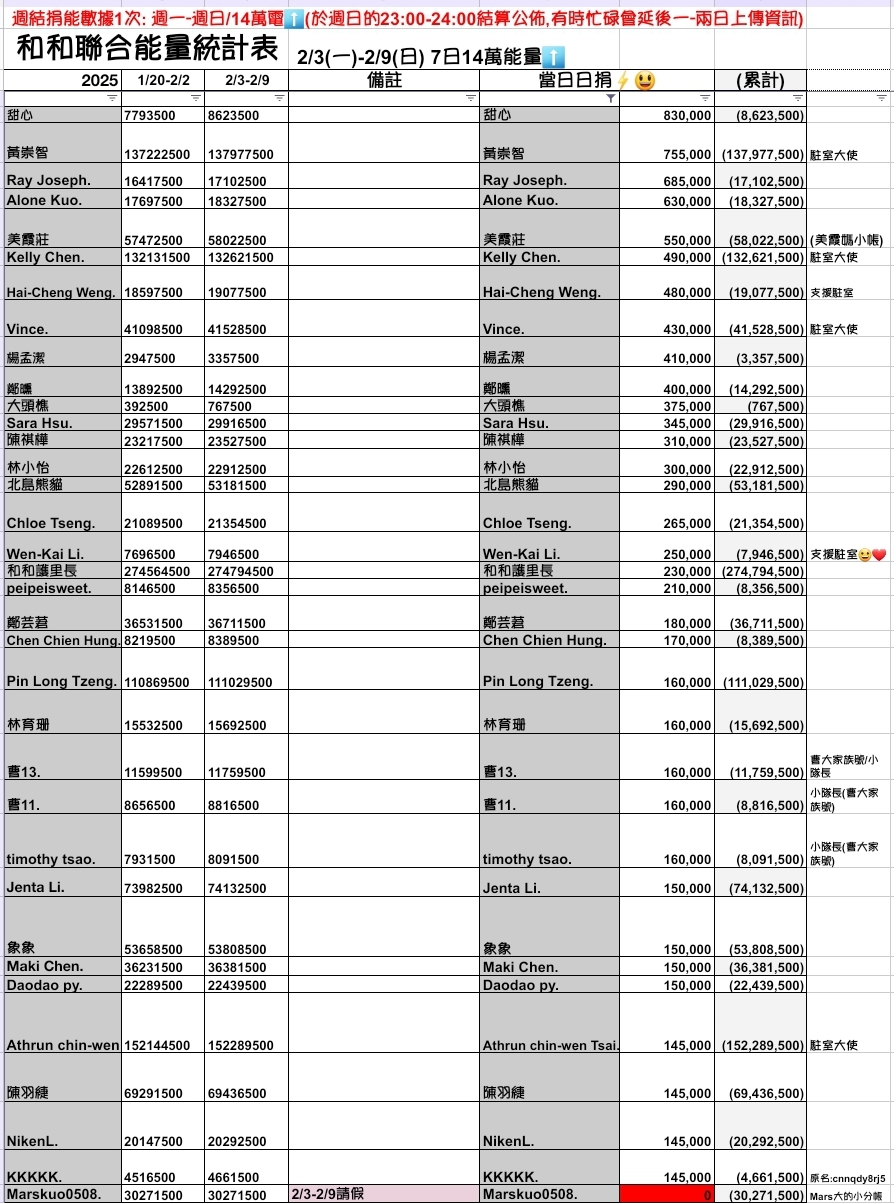 週結捐能數據1次: 週一-週日/14萬電⬆️(於週日的23:00-24:00結算公佈,有時忙碌會延後一-兩日上傳資訊)
和和聯合能量統計表 2/3(一)-2/9(日) 7日14萬能量⬆️
2025 1/20-2/2 2/3-2/9 備註 當日日捐⚡😃 (累計)
甜心 7793500 8623500 甜心 830,000 (8,623,500)
黃崇智 137222500 137977500 黃崇智 755,000 (137,977,500) 駐室大使
Ray Joseph. 16417500 17102500 Ray Joseph. 685,000 (17,102,500)
Alone Kuo. 17697500 18327500 Alone Kuo. 630,000 (18,327,500)
美霞莊 57472500 58022500 美霞莊 550,000 (58,022,500) (美霞的小帳)
Kelly Chen. 132131500 132621500 Kelly Chen. 490,000 (132,621,500) 駐室大使
Hai-Cheng Weng. 18597500 19077500 Hai-Cheng Weng. 480,000 (19,077,500) 支援駐室
Vince. 41098500 41528500 Vince. 430,000 (41,528,500) 駐室大使
楊孟潔 2947500 3357500 楊孟潔 410,000 (3,357,500)
鄭曛 13892500 14292500 鄭曛 400,000 (14,292,500)
大頭樵 392500 767500 大頭樵 375,000 (767,500)
Sara Hsu. 29571500 29916500 Sara Hsu. 345,000 (29,916,500)
陳祺樺 23217500 23527500 陳祺樺 310,000 (23,527,500)
林小怡 22612500 22912500 林小怡 300,000 (22,912,500)
北島熊貓 52891500 53181500 北島熊貓 290,000 (53,181,500)
Chloe Tseng. 21089500 21354500 Chloe Tseng. 265,000 (21,354,500)
Wen-Kai Li. 7696500 7946500 Wen-Kai Li. 250,000 (7,946,500) 支援駐室😄❤️
和和護里長 274564500 274794500 和和護里長 230,000 (274,794,500)
peipeisweet. 8146500 8356500 peipeisweet. 210,000 (8,356,500)
鄭芸莙 36531500 36711500 鄭芸莙 180,000 (36,711,500)
Chen Chien Hung. 8219500 8389500 Chen Chien Hung. 170,000 (8,389,500)
Pin Long Tzeng. 110869500 111029500 Pin Long Tzeng. 160,000 (111,029,500)
林育珊 15532500 15692500 林育珊 160,000 (15,692,500)
曹13. 11599500 11759500 曹13. 160,000 (11,759,500) 曹大家族號/小
隊長
曹11. 8656500 8816500 曹11. 160,000 (8,816,500) 小隊長(曹大家
族號)
timothy tsao. 7931500 8091500 timothy tsao. 160,000 (8,091,500) 小隊長(曹大家
族號)
Jenta Li. 73982500 74132500 Jenta Li. 150,000 (74,132,500)
象象 53658500 53808500 象象 150,000 (53,808,500)
Maki Chen. 36231500 36381500 Maki Chen. 150,000 (36,381,500)
Daodao py. 22289500 22439500 Daodao py. 150,000 (22,439,500)
Athrun chin-wen 152144500 152289500 Athrun chin-wen Tsai. 145,000 (152,289,500) 駐室大使
陳羽緁 69291500 69436500 陳羽緁 145,000 (69,436,500)
NikenL. 20147500 20292500 NikenL. 145,000 (20,292,500)
KKKKK. 4516500 4661500 KKKKK. 145,000 (4,661,500) 原名:cnnqdy8rj5
Marskuo0508. 30271500 30271500 2/3-2/9請假 Marskuo0508. 0 (30,271,500) Mars大的小分帳